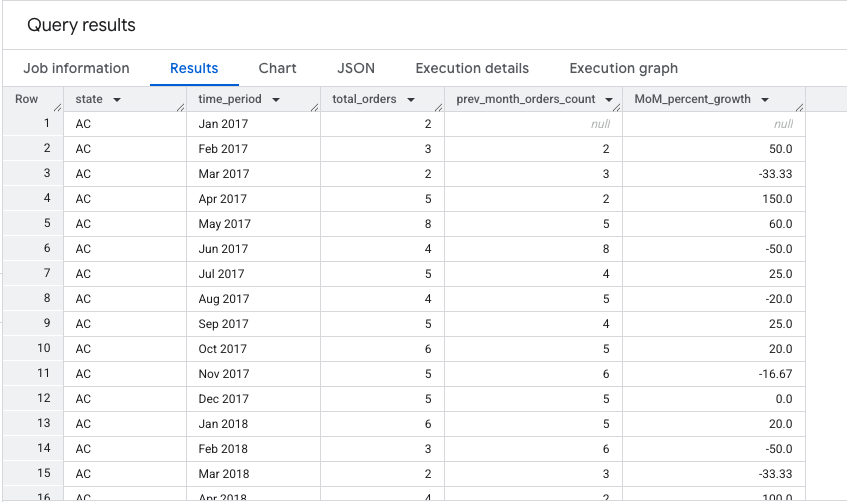 Query results
Job information Results Chart JSON Execution details Execution graph
Row state time_period total_orders prev_month_orders_count MoM_percent_growth
1 AC Jan 2017 2 null null
2 AC Feb 2017 3 2 50.0
3 AC Mar 2017 2 3 -33.33
4 AC Apr 2017 5 2 150.0
5 AC May 2017 8 5 60.0
6 AC Jun 2017 4 8 -50.0
7 AC Jul 2017 5 4 25.0
8 AC Aug 2017 4 5 -20.0
9 AC Sep 2017 5 4 25.0
10 AC Oct 2017 6 5 20.0
11 AC Nov 2017 5 6 -16.67
12 AC Dec 2017 5 5 0.0
13 AC Jan 2018 6 5 20.0
14 AC Feb 2018 3 6 -50.0
15 AC Mar 2018 2 3 -33.33
16 AC Apr 2018 4 2 100.0